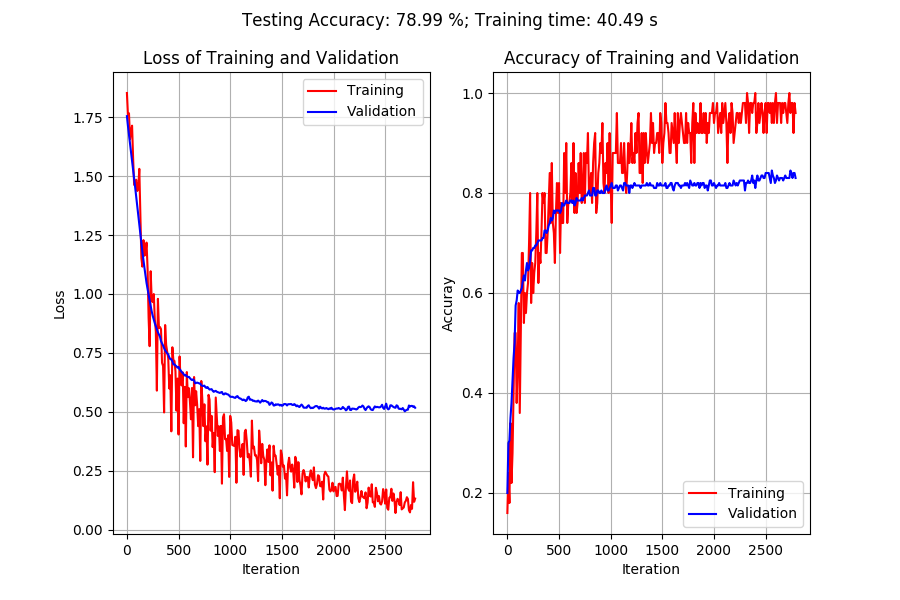 Testing Accuracy: 78.99 %; Training time: 40.49 s
Loss of Training and Validation
Training
Validation
1.75
1.50
1.25
1.00
0.75
0.50
0.25
0.00
Loss
0
500
1000
1500
2000
2500
Iteration
Accuracy of Training and Validation
1.0
0.8
0.6
0.4
0.2
Accuray
Training
Validation
0
500
1000
1500
2000
2500
Iteration